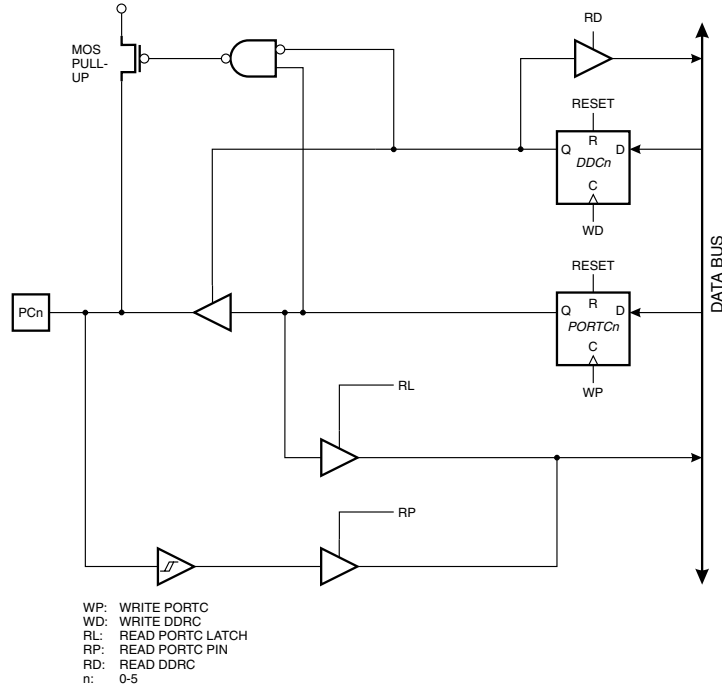 RD
MOS
PULL-
UP
RESET
R
Q
D
DDCn
C
WD
DATA BUS
RESET
PCn
R
Q
D
PORTCn
C
WP
RL
RP
WP: WRITE PORTC
WD: WRITE DDRC
RL: READ PORTC LATCH
RP: READ PORTC PIN
RD: READ DDRC
n: 0-5